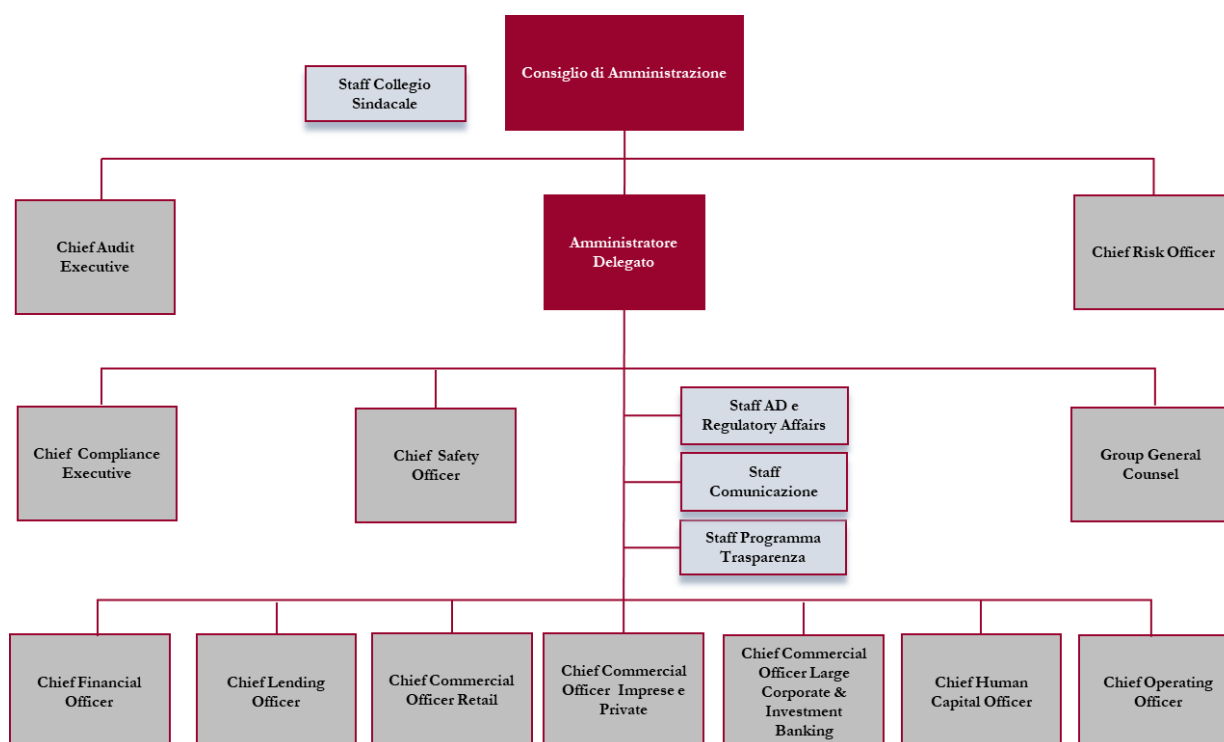 Consiglio di Amministrazione
Staff Collegio
Sindacale
Chief Audit
Executive
Amministratore
Delegato
Chief Risk Officer
Chief Compliance
Executive
Chief Safety
Officer
Staff AD e
Regulatory Affairs
Staff
Comunicazione
Staff Programma
Trasparenza
Group General
Counsel
Chief Financial
Officer
Chief Lending
Officer
Chief Commercial
Officer Retail
Chief Commercial
Officer Imprese e
Private
Chief Commercial
Officer Large
Corporate &
Investment
Banking
Chief Human
Capital Officer
Chief Operating
Officer